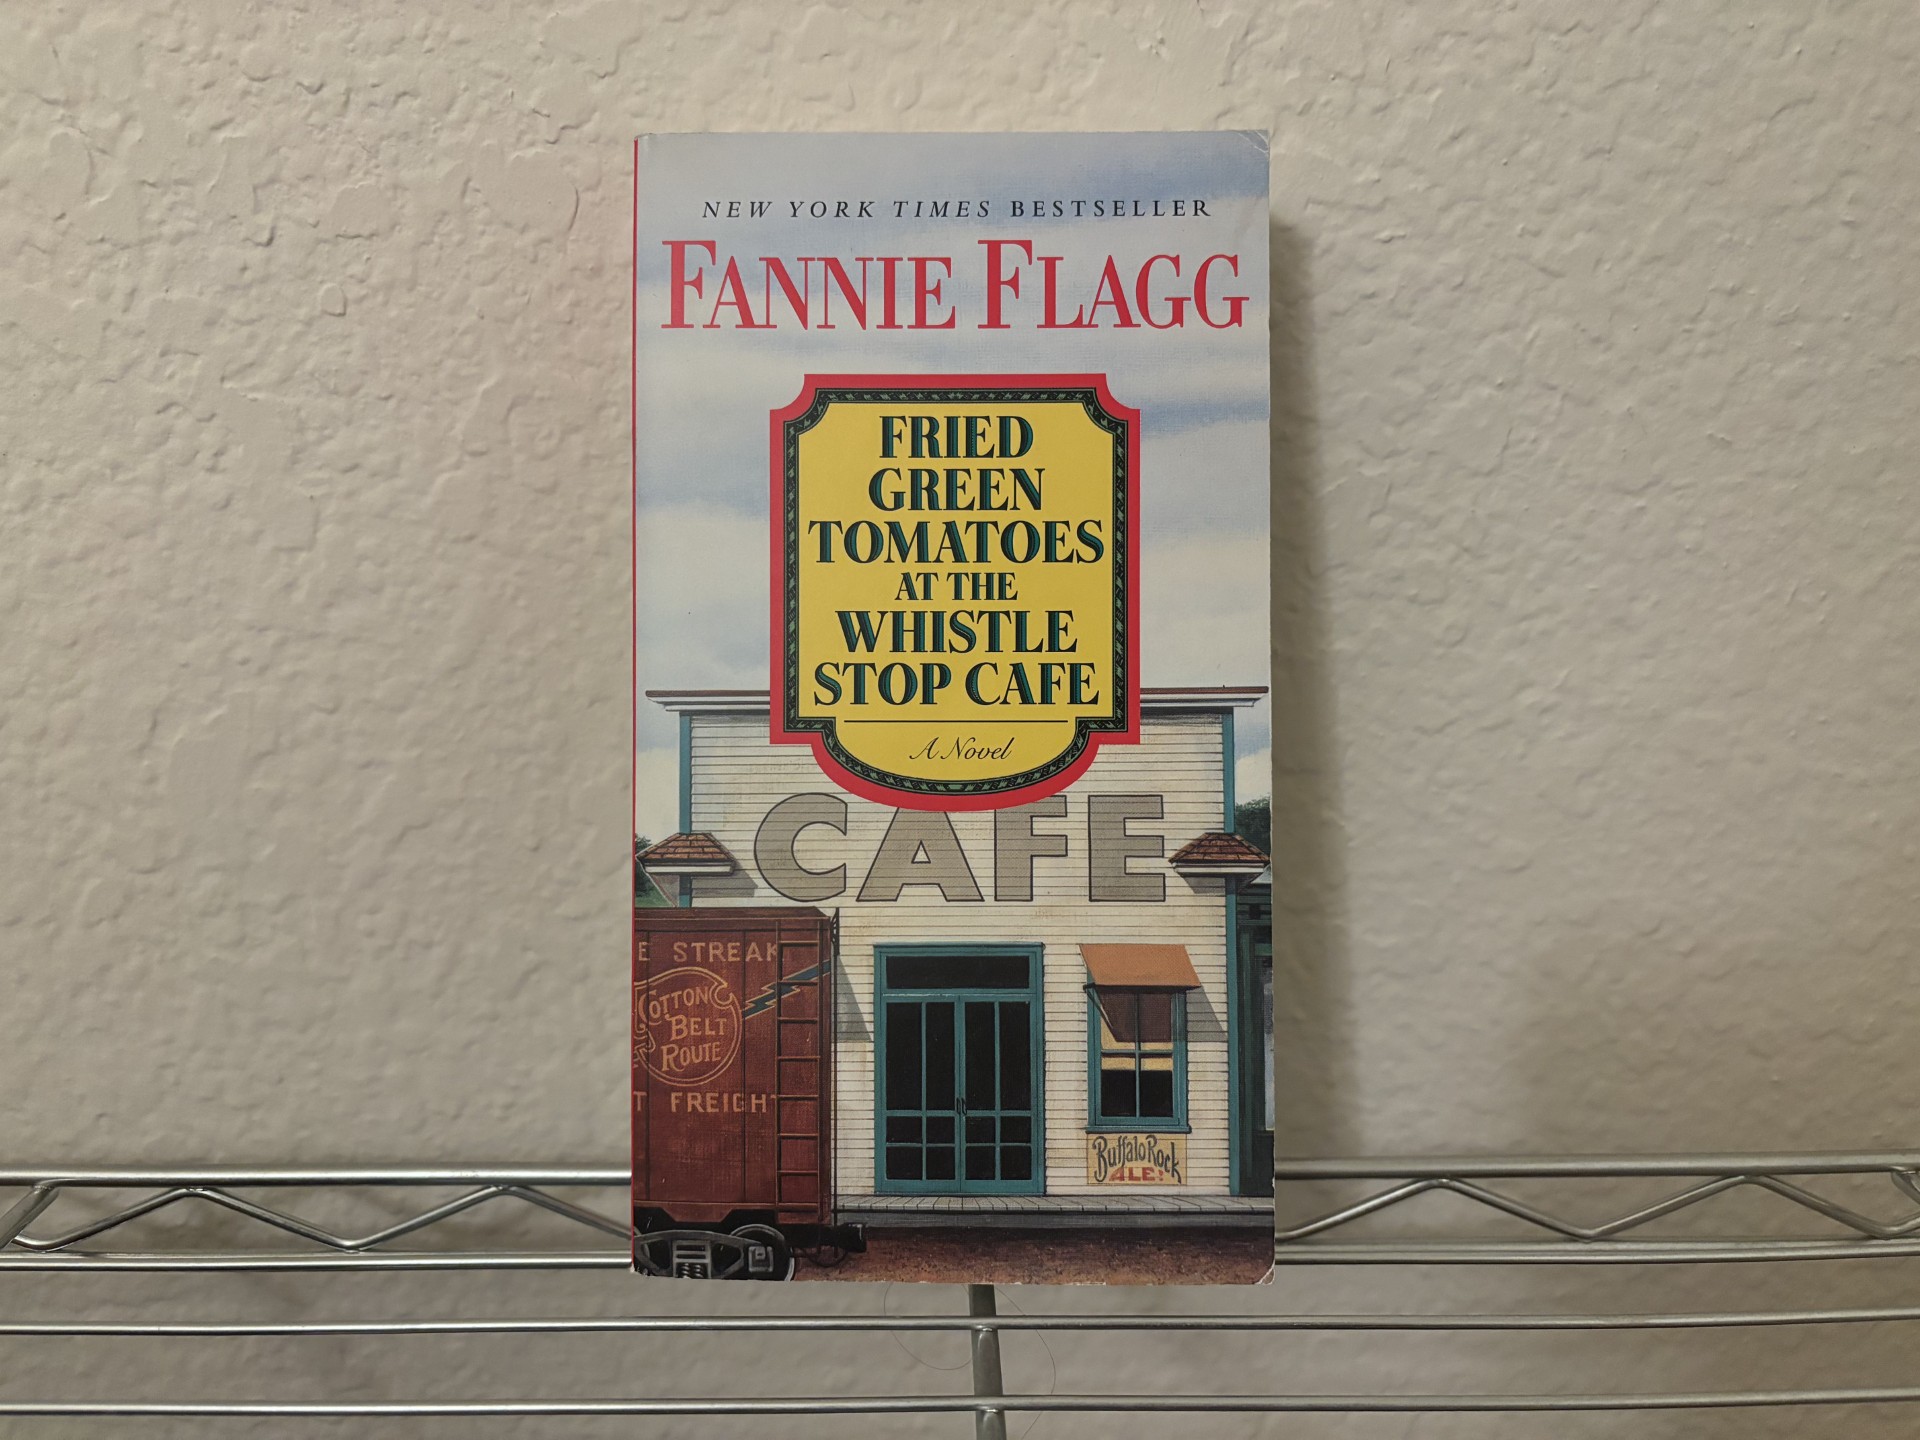 NEW YORK TIMES BESTSELLER
FANNIE FLAGG
FRIED
GREEN
TOMATOES
AT THE
WHISTLE
STOP CAFE
A Novel
CAFE
E STREAK
COTTON
BELT
ROUTE
T FREIGHT
Buffalo Rock
ALE!